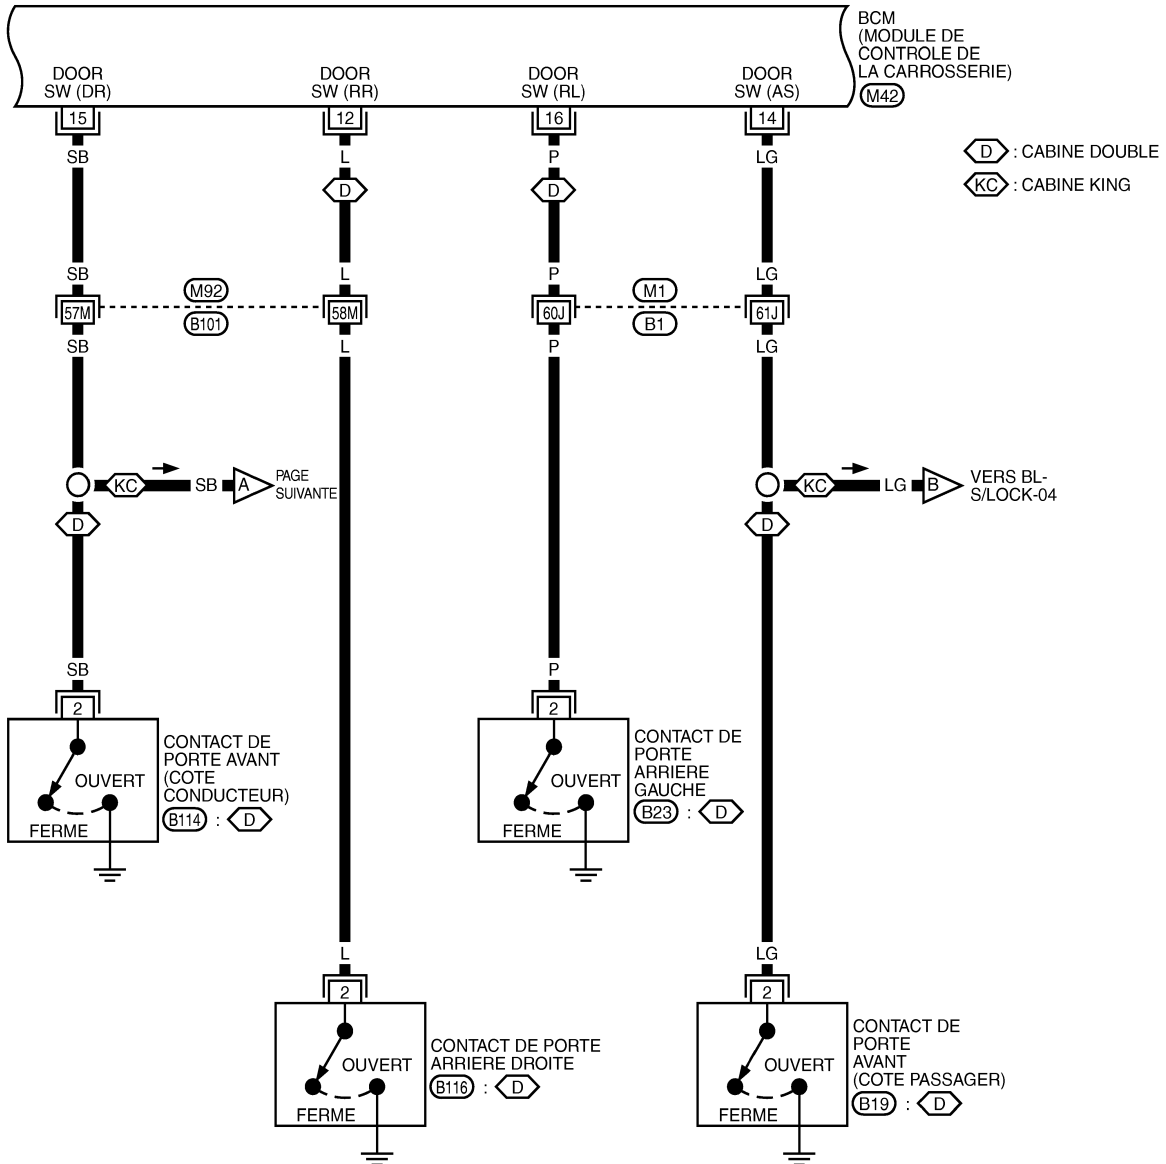 BCM
(MODULE DE
CONTROLE DE
LA CARROSSERIE)
M42
DOOR
SW (DR)
DOOR
SW (RR)
DOOR
SW (RL)
DOOR
SW (AS)
15
12
16
14
SB
L
P
LG
D : CABINE DOUBLE
KC : CABINE KING
D
D
SB
L
P
LG
M92
M1
57M
58M
60J
61J
B101
B1
SB
L
P
LG
KC
SB
A
PAGE
SUIVANTE
KC
LG
B
VERS BL-
S/LOCK-04
D
D
SB
P
2
2
CONTACT DE
PORTE AVANT
(COTE
CONDUCTEUR)
B114 : D
OUVERT
FERME
CONTACT DE
PORTE
ARRIERE
GAUCHE
B23 : D
OUVERT
FERME
L
LG
2
2
OUVERT
FERME
CONTACT DE PORTE
ARRIERE DROITE
B116 : D
OUVERT
FERME
CONTACT DE
PORTE
AVANT
(COTE PASSAGER)
B19 : D